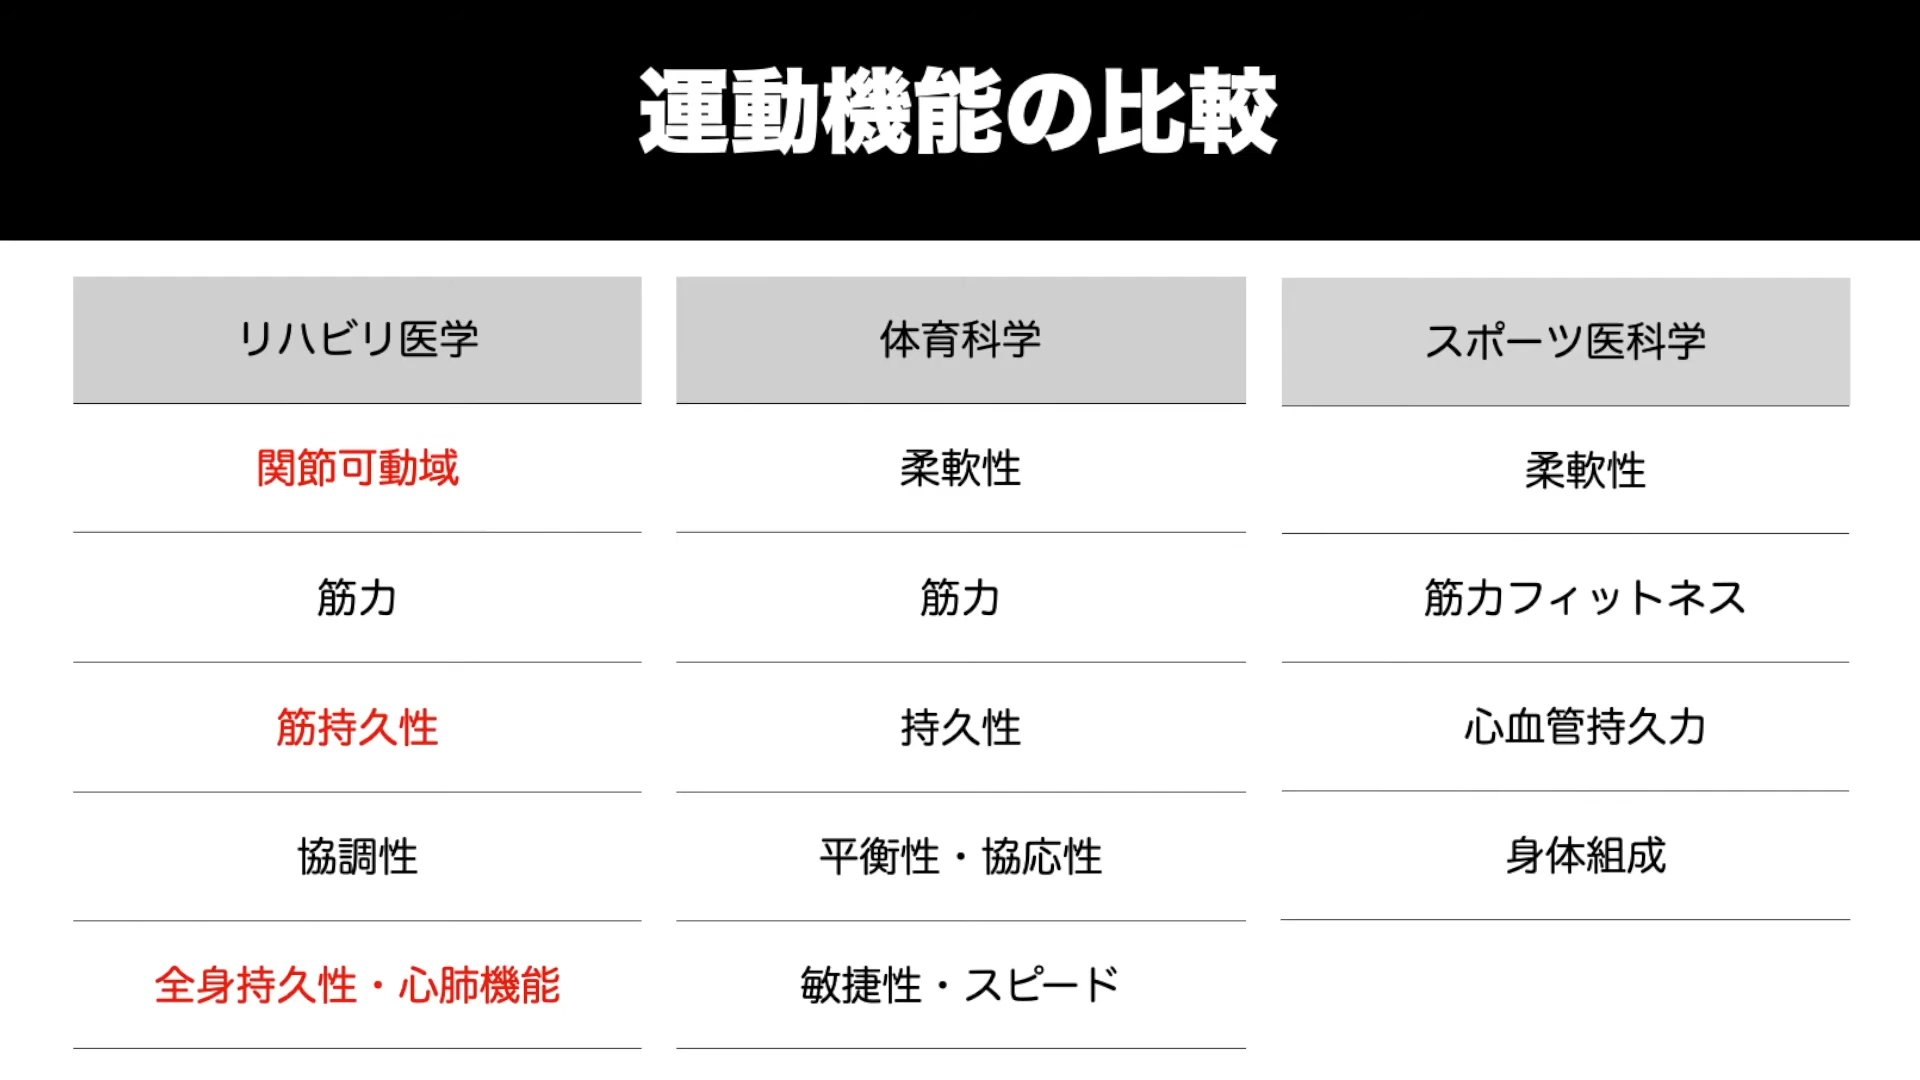 運動機能の比較
リハビリ医学
体育科学
スポーツ医科学
関節可動域
柔軟性
柔軟性
筋力
筋力
筋力フィットネス
筋持久性
持久性
心血管持久力
協調性
平衡性・協応性
身体組成
全身持久性・心肺機能
敏捷性・スピード